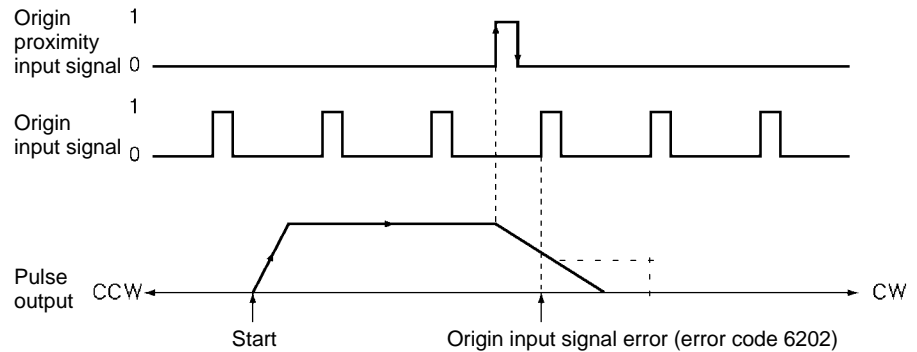 Origin
proximity
input signal
1
0
Origin
input signal
1
0
Pulse
output
CCW
CW
Start
Origin input signal error (error code 6202)